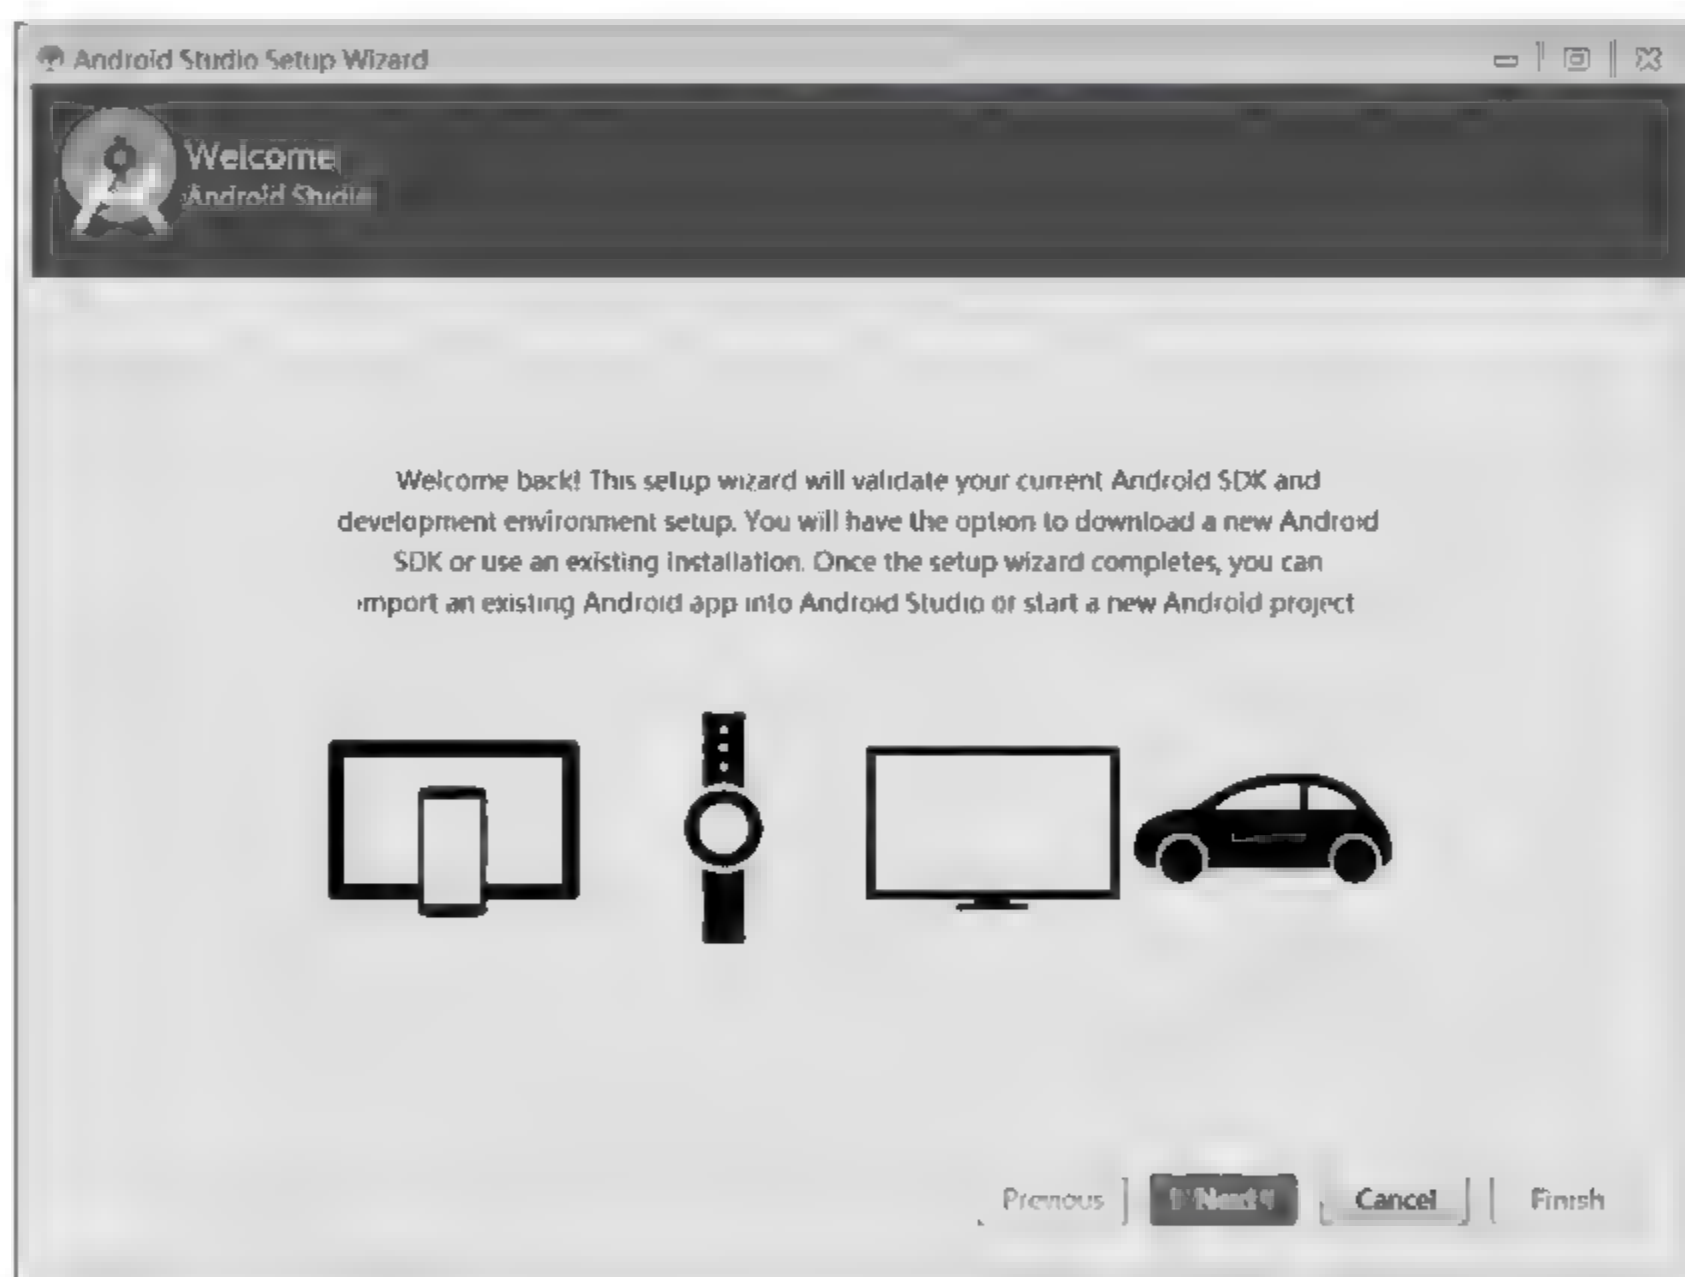 Android Studio Setup Wizard
Welcome
Android Studio
Welcome back! This setup wizard will validate your current Android SDK and
development environment setup. You will have the option to download a new Android
SDK or use an existing installation. Once the setup wizard completes, you can
import an existing Android app into Android Studio or start a new Android project
Previous Next Cancel Finish